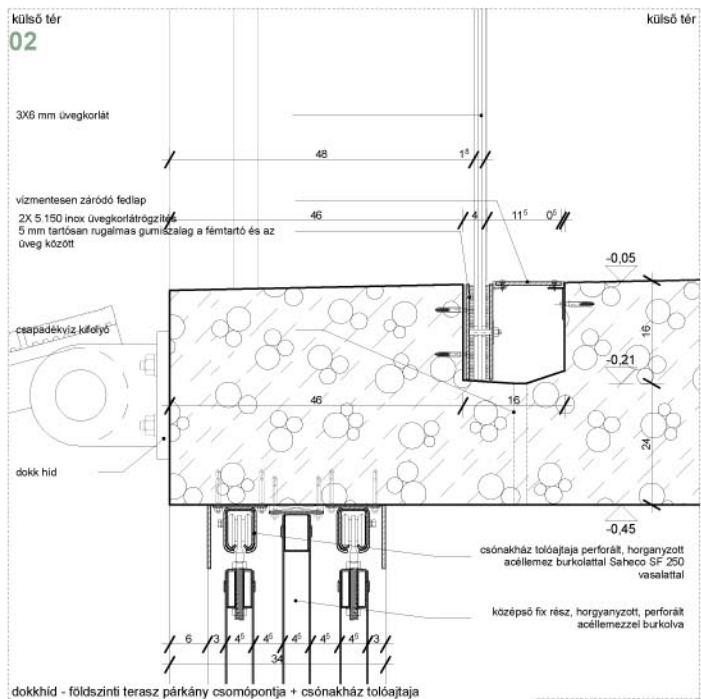 külső tér
külső tér
02
3X6 mm üvegkorlát
48
1⁸
vízmentesen záródó fedlap
2X 5.150 inox üvegkorlátrögzítés
46
4
11⁵
0⁵
5 mm tartósan rugalmas gumiszalag a fémtartó és az
üveg között
-0,05
csapadékvíz kifolyó
16
-0,21
46
16
24
dokk híd
-0,45
csónakház tolóajtaja perforált, horganyzott
acéllemez burkolattal Saheco SF 250
vasalattal
középső fix rész, horgyanyzott, perforált
acéllemezzel burkolva
6
3
4⁵
4⁵
4⁵
4⁵
4⁵
3
34
dokkhíd - földszinti terasz párkány csomópontja + csónakház tolóajtaja